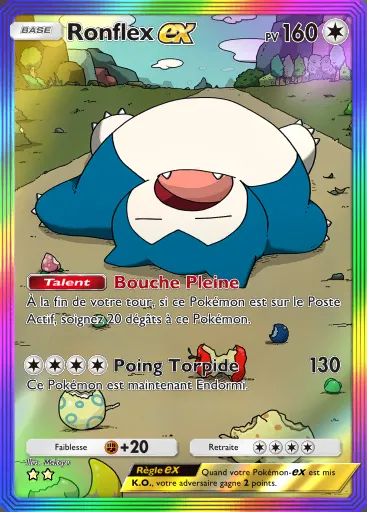 BASE Ronflex ex PV 160
Talent Bouche Pleine
À la fin de votre tour, si ce Pokémon est sur le Poste
Actif, soignez 20 dégâts à ce Pokémon.
Poing Torpide 130
Ce Pokémon est maintenant Endormi.
Faiblesse +20 Retraite
Illus.
Règle ex Quand votre Pokémon-ex est mis
K.O., votre adversaire gagne 2 points.